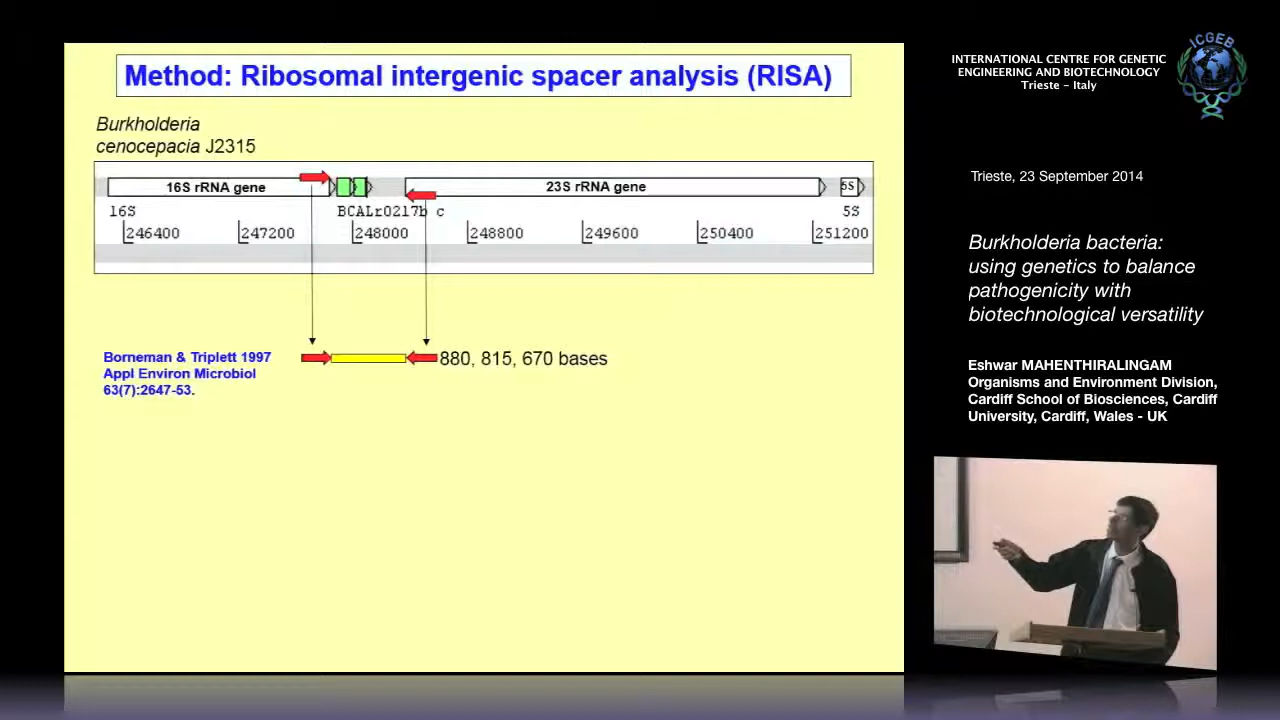 Method: Ribosomal intergenic spacer analysis (RISA)
Burkholderia
cenocepacia J2315
16S rRNA gene
23S rRNA gene
5S
16S
BCALr0217b c
5S
246400
247200
248000
248800
249600
250400
251200
Borneman & Triplett 1997
Appl Environ Microbiol
63(7):2647-53.
880, 815, 670 bases
INTERNATIONAL CENTRE FOR GENETIC
ENGINEERING AND BIOTECHNOLOGY
Trieste - Italy
ICGEB
Trieste, 23 September 2014
Burkholderia bacteria:
using genetics to balance
pathogenicity with
biotechnological versatility
Eshwar MAHENTHIRALINGAM
Organisms and Environment Division,
Cardiff School of Biosciences, Cardiff
University, Cardiff, Wales - UK